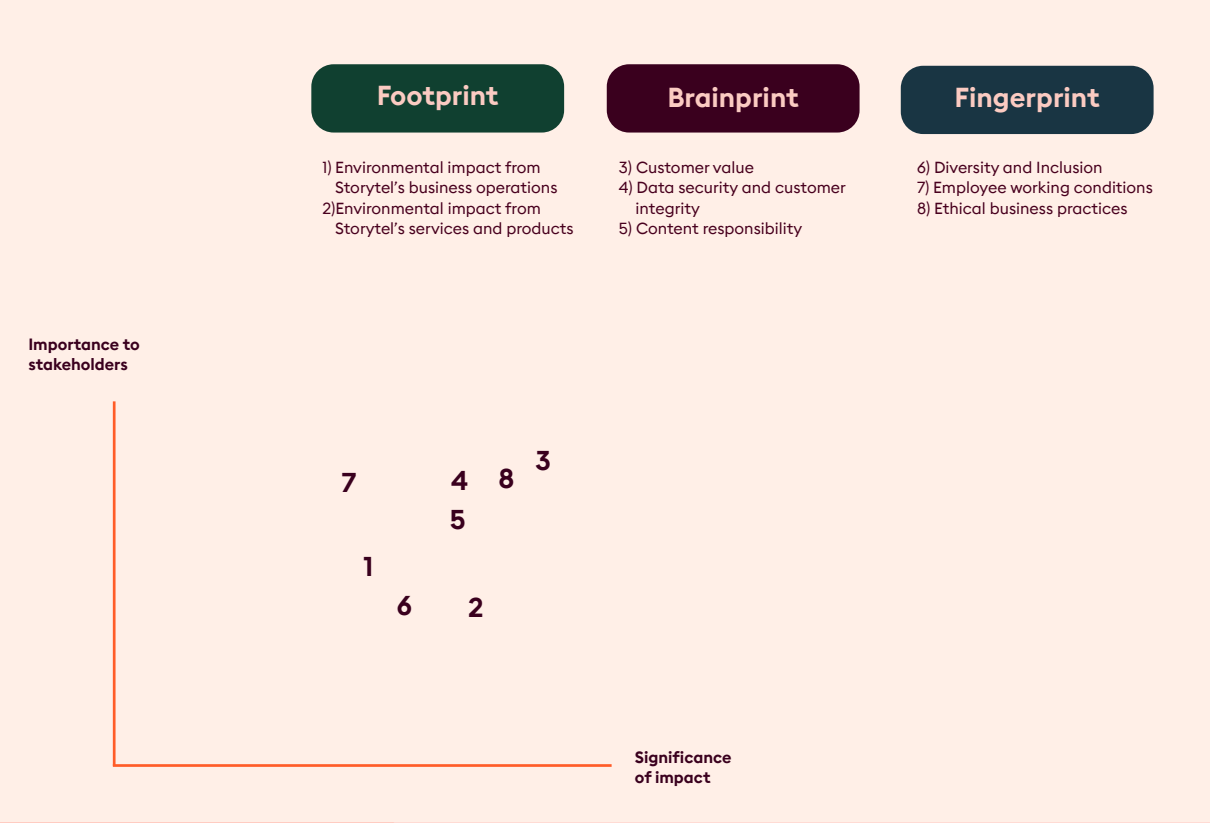 Footprint
Brainprint
Fingerprint
1) Environmental impact from
Storytel's business operations
2)Environmental impact from
Storytel's services and products
3) Customer value
4) Data security and customer
integrity
5) Content responsibility
6) Diversity and Inclusion
7) Employee working conditions
8) Ethical business practices
Importance to
stakeholders
3
7
4
8
5
1
6
2
Significance
of impact